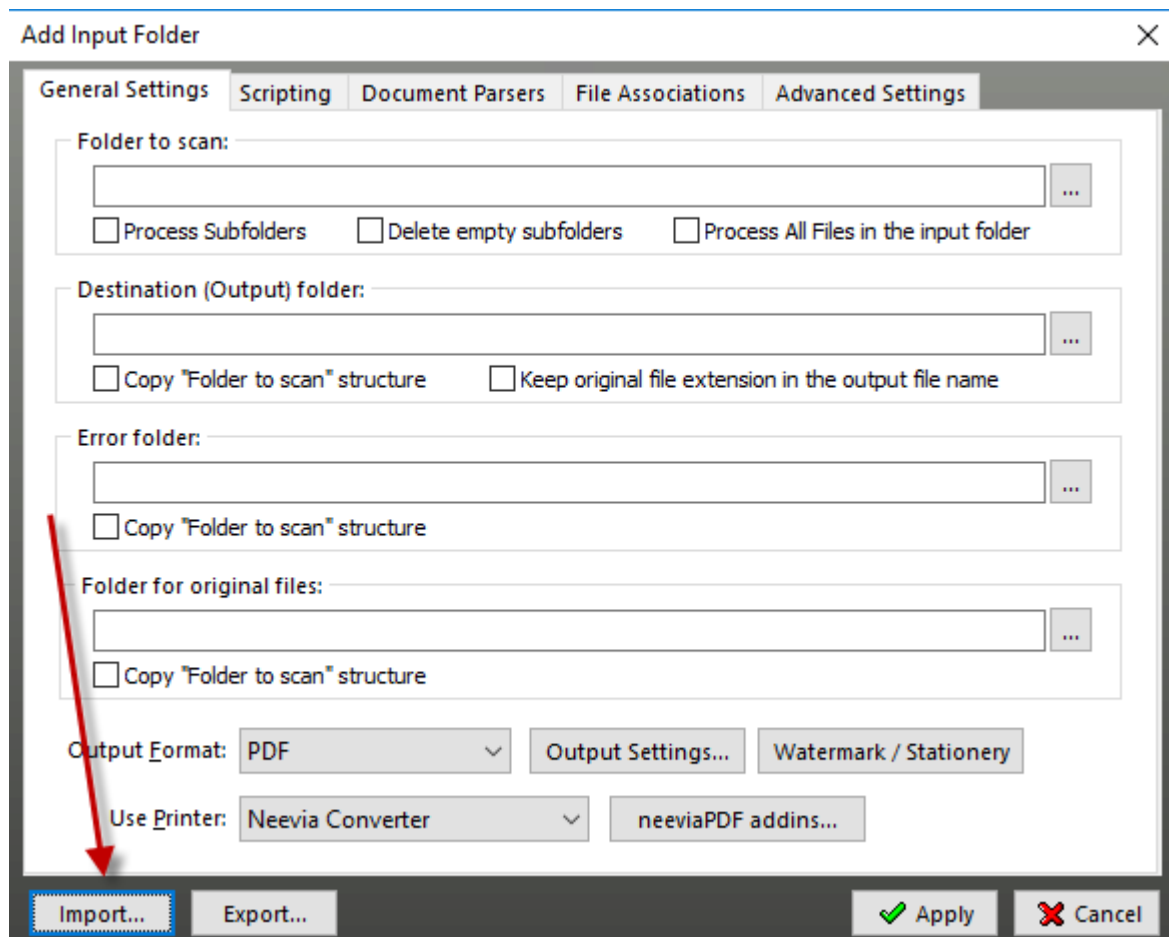 Add Input Folder
General Settings Scripting Document Parsers File Associations Advanced Settings
Folder to scan:
...
Process Subfolders Delete empty subfolders Process All Files in the input folder
Destination (Output) folder:
...
Copy "Folder to scan" structure Keep original file extension in the output file name
Error folder:
...
Copy "Folder to scan" structure
Folder for original files:
...
Copy "Folder to scan" structure
Output Format: PDF Output Settings... Watermark / Stationery
Use Printer: Neevia Converter neeviaPDF addins...
Import... Export... Apply Cancel